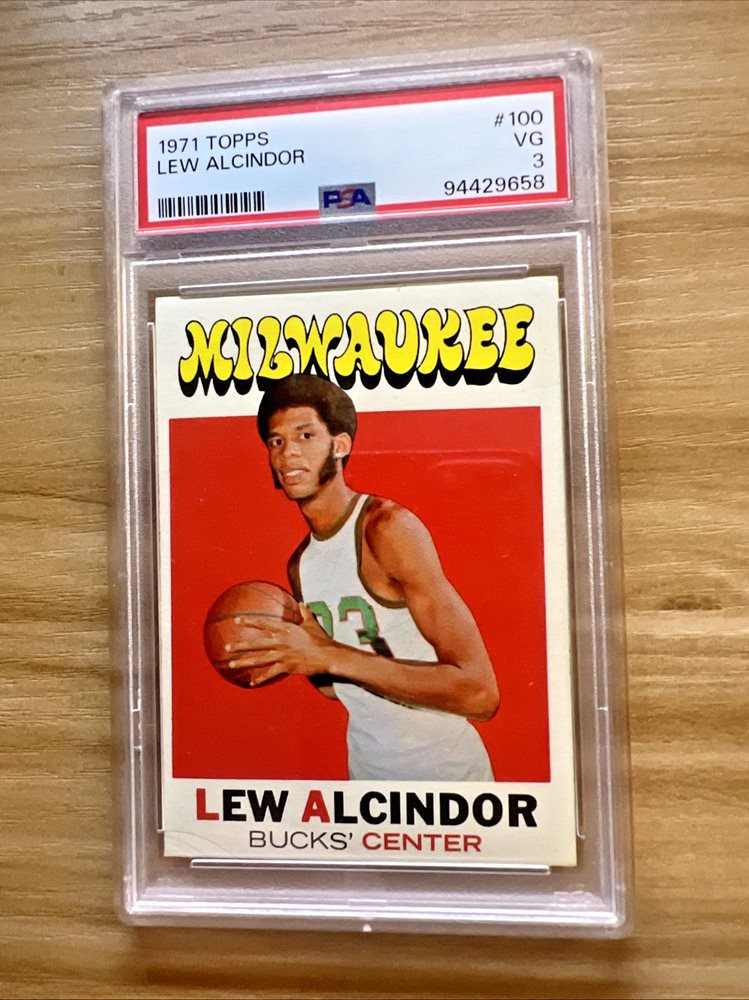 1971 TOPPS #100
LEW ALCINDOR VG
3
PSA 94429658
MILWAUKEE
33
LEW ALCINDOR
BUCKS' CENTER